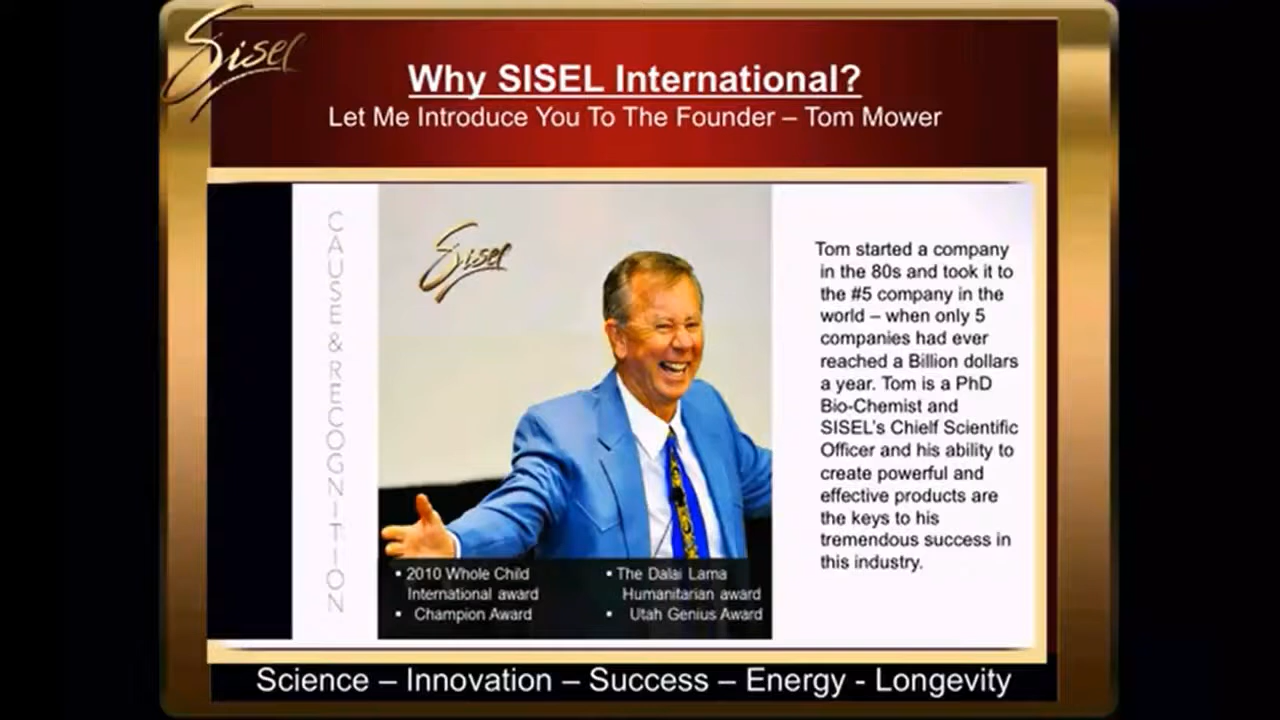 Sisel
Why SISEL International?
Let Me Introduce You To The Founder – Tom Mower
CAUSE & RECOGNITION
Sisel
Tom started a company
in the 80s and took it to
the #5 company in the
world – when only 5
companies had ever
reached a Billion dollars
a year. Tom is a PhD
Bio-Chemist and
SISEL's Chielf Scientific
Officer and his ability to
create powerful and
effective products are
the keys to his
tremendous success in
this industry.
▪ 2010 Whole Child
International award
▪ Champion Award
▪ The Dalai Lama
Humanitarian award
▪ Utah Genius Award
Science – Innovation – Success – Energy - Longevity